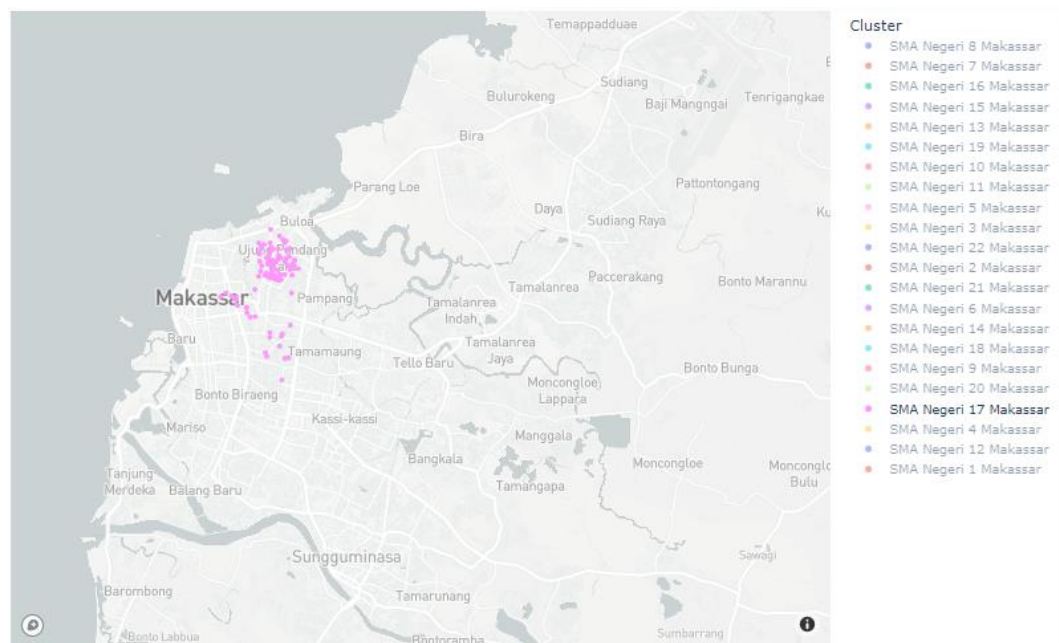 Temappadduae
Sudiang
Bulurokeng
Baji Mangngai
Tenrigangkae
Bira
Parang Loe
Pattontongang
Daya
Buloa
Sudiang Raya
Paccerakang
Bonto Marannu
Makassar
Pampang
Tamalanrea
Tamalanrea
Indah
Baru
Tamamaung
Tamalanrea
Jaya
Tello Baru
Bonto Bunga
Moncongloe
Lappara
Bonto Biraeng
Kassi-kassi
Mariso
Manggala
Bangkala
Moncongloe
Tanjung
Merdeka
Balang Baru
Tamangapa
Bulu
Sungguminasa
Sawagi
Barombong
Tamarunang
Sumbarrang
Bonto Labbua
Bontoramba
Cluster
SMA Negeri 8 Makassar
SMA Negeri 7 Makassar
SMA Negeri 16 Makassar
SMA Negeri 15 Makassar
SMA Negeri 13 Makassar
SMA Negeri 19 Makassar
SMA Negeri 10 Makassar
SMA Negeri 11 Makassar
SMA Negeri 5 Makassar
SMA Negeri 3 Makassar
SMA Negeri 22 Makassar
SMA Negeri 2 Makassar
SMA Negeri 21 Makassar
SMA Negeri 6 Makassar
SMA Negeri 14 Makassar
SMA Negeri 18 Makassar
SMA Negeri 9 Makassar
SMA Negeri 20 Makassar
SMA Negeri 17 Makassar
SMA Negeri 4 Makassar
SMA Negeri 12 Makassar
SMA Negeri 1 Makassar